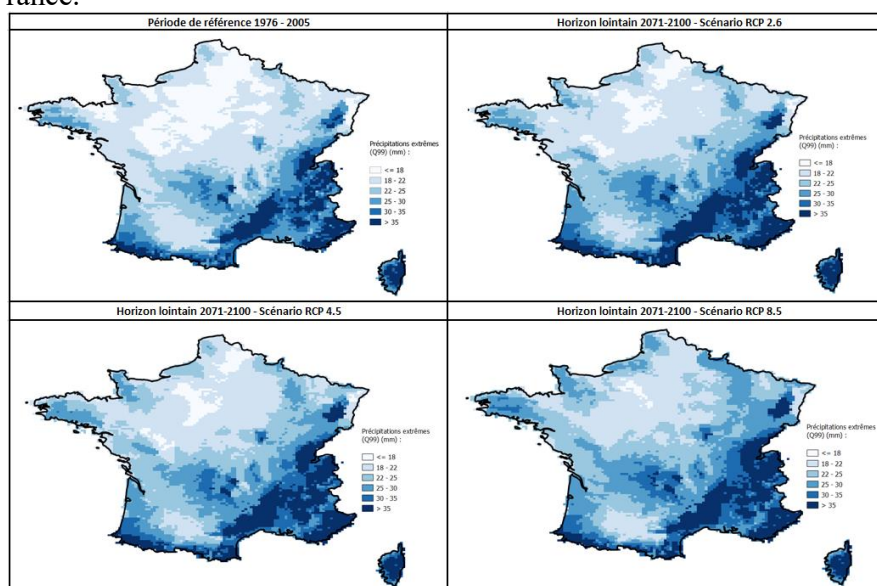 rance.
Période de référence 1976 - 2005
Horizon lointain 2071-2100 - Scénario RCP 2.6
Précipitations extrêmes
(Q99) (mm) :
<= 18
18 - 22
22 - 25
25 - 30
30 - 35
> 35
Précipitations extrêmes
(Q99) (mm) :
<= 18
18 - 22
22 - 25
25 - 30
30 - 35
> 35
Horizon lointain 2071-2100 - Scénario RCP 4.5
Horizon lointain 2071-2100 - Scénario RCP 8.5
Précipitations extrêmes
(Q99) (mm) :
<= 18
18 - 22
22 - 25
25 - 30
30 - 35
> 35
Précipitations extrêmes
(Q99) (mm) :
<= 18
18 - 22
22 - 25
25 - 30
30 - 35
> 35